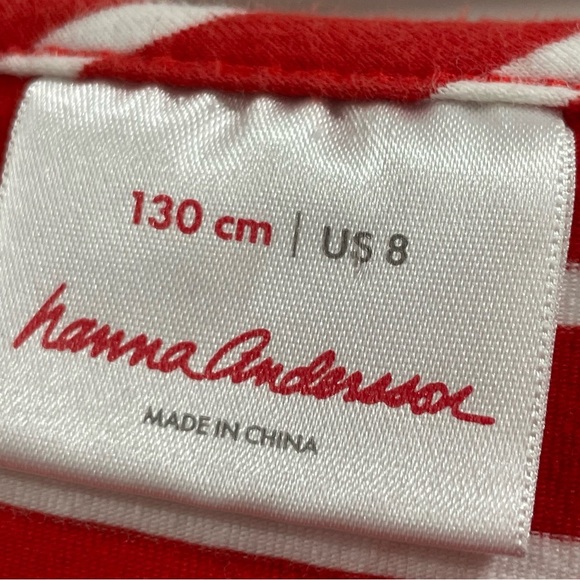 130 cm | US 8
hanna Andersson
MADE IN CHINA